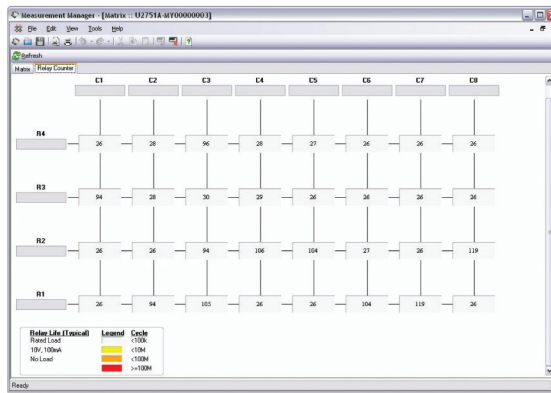 Measurement Manager - [Matrix :: U2751A-MY00000003]
File Edit View Tools Help
Refresh
Matrix Relay Counter
C1 C2 C3 C4 C5 C6 C7 C8
R4
26 28 96 28 27 26 26 26
R3
94 28 30 29 26 26 26 26
R2
26 26 94 106 104 27 26 119
R1
26 94 105 26 26 104 119 26
Relay Life (Typical) Legend Cycle
Rated Load <100k
10V, 100mA <10M
No Load <100M
>=100M
Ready